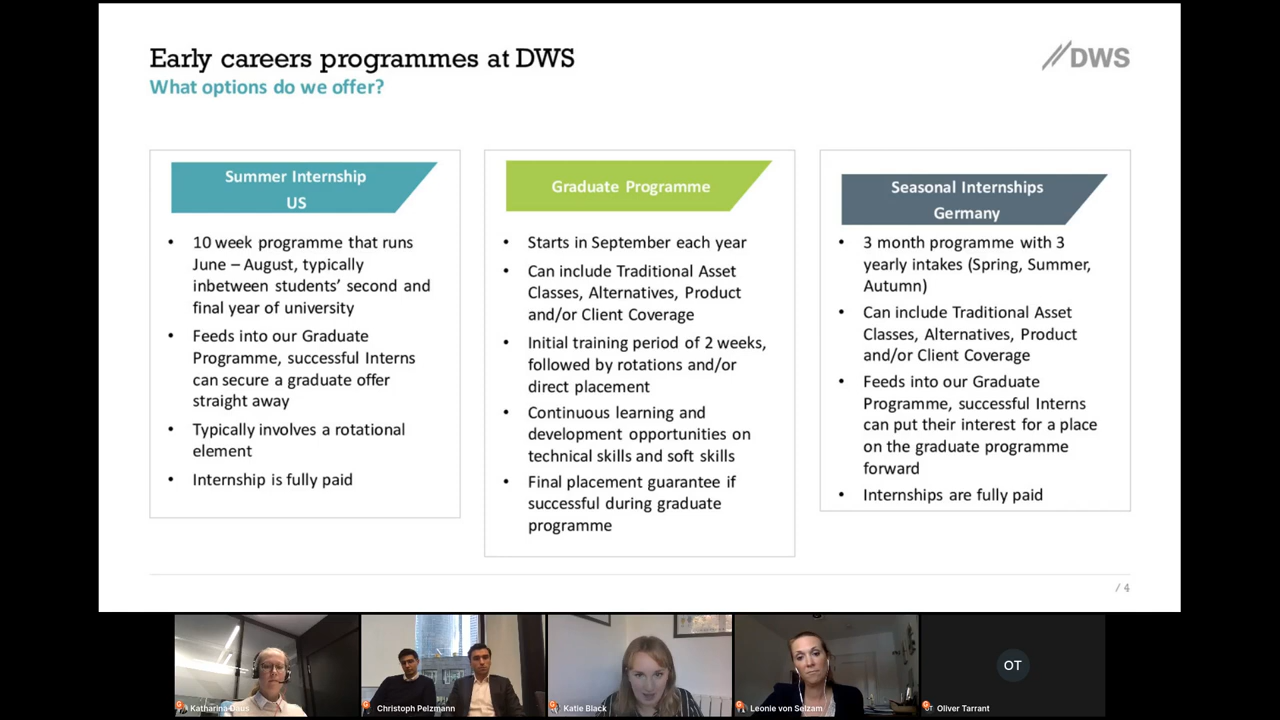 Early careers programmes at DWS
DWS
What options do we offer?
Summer Internship
US
• 10 week programme that runs
June – August, typically
inbetween students' second and
final year of university
• Feeds into our Graduate
Programme, successful Interns
can secure a graduate offer
straight away
• Typically involves a rotational
element
• Internship is fully paid
Graduate Programme
• Starts in September each year
• Can include Traditional Asset
Classes, Alternatives, Product
and/or Client Coverage
• Initial training period of 2 weeks,
followed by rotations and/or
direct placement
• Continuous learning and
development opportunities on
technical skills and soft skills
• Final placement guarantee if
successful during graduate
programme
Seasonal Internships
Germany
• 3 month programme with 3
yearly intakes (Spring, Summer,
Autumn)
• Can include Traditional Asset
Classes, Alternatives, Product
and/or Client Coverage
• Feeds into our Graduate
Programme, successful Interns
can put their interest for a place
on the graduate programme
forward
• Internships are fully paid
/ 4
OT
Katharina
Christoph Pelzmann
Katie Black
Leonie von Selzam
Oliver Tarrant